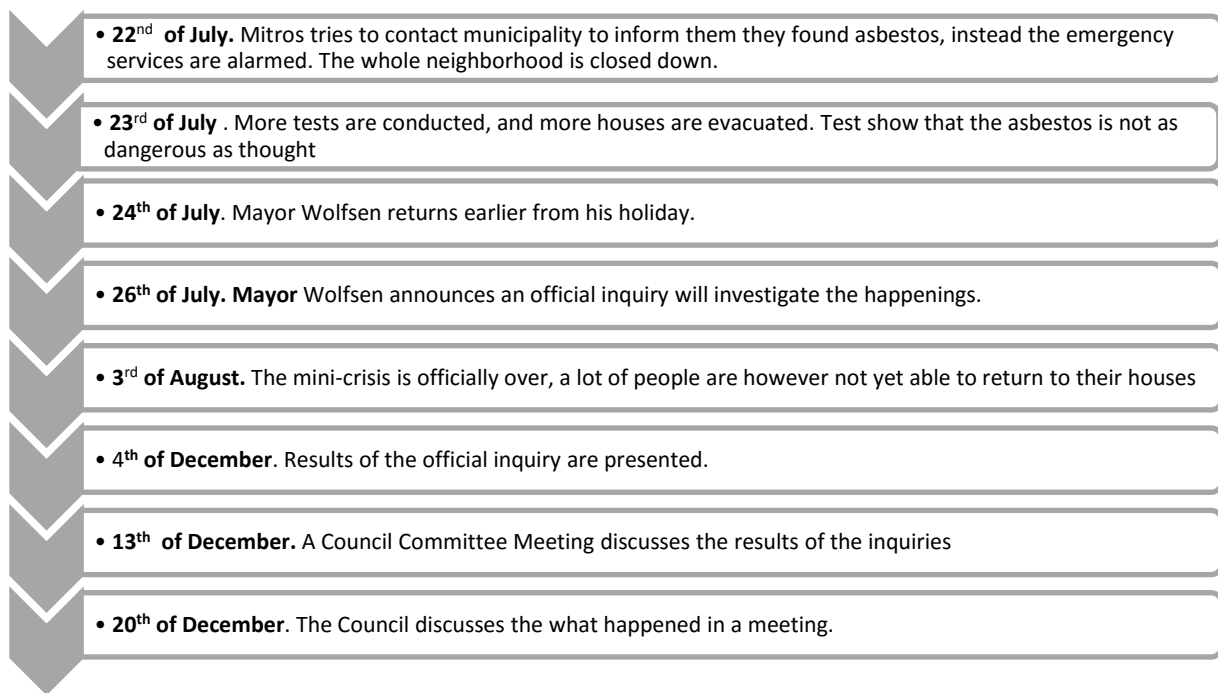 • 22nd of July. Mitros tries to contact municipality to inform them they found asbestos, instead the emergency
services are alarmed. The whole neighborhood is closed down.
• 23rd of July . More tests are conducted, and more houses are evacuated. Test show that the asbestos is not as
dangerous as thought
• 24th of July. Mayor Wolfsen returns earlier from his holiday.
• 26th of July. Mayor Wolfsen announces an official inquiry will investigate the happenings.
• 3rd of August. The mini-crisis is officially over, a lot of people are however not yet able to return to their houses
• 4th of December. Results of the official inquiry are presented.
• 13th of December. A Council Committee Meeting discusses the results of the inquiries
• 20th of December. The Council discusses the what happened in a meeting.